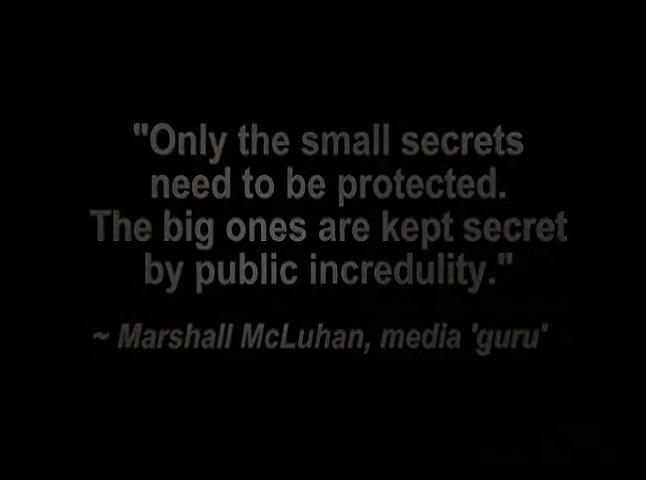 "Only the small secrets
need to be protected.
The big ones are kept secret
by public incredulity."
~ Marshall McLuhan, media 'guru'